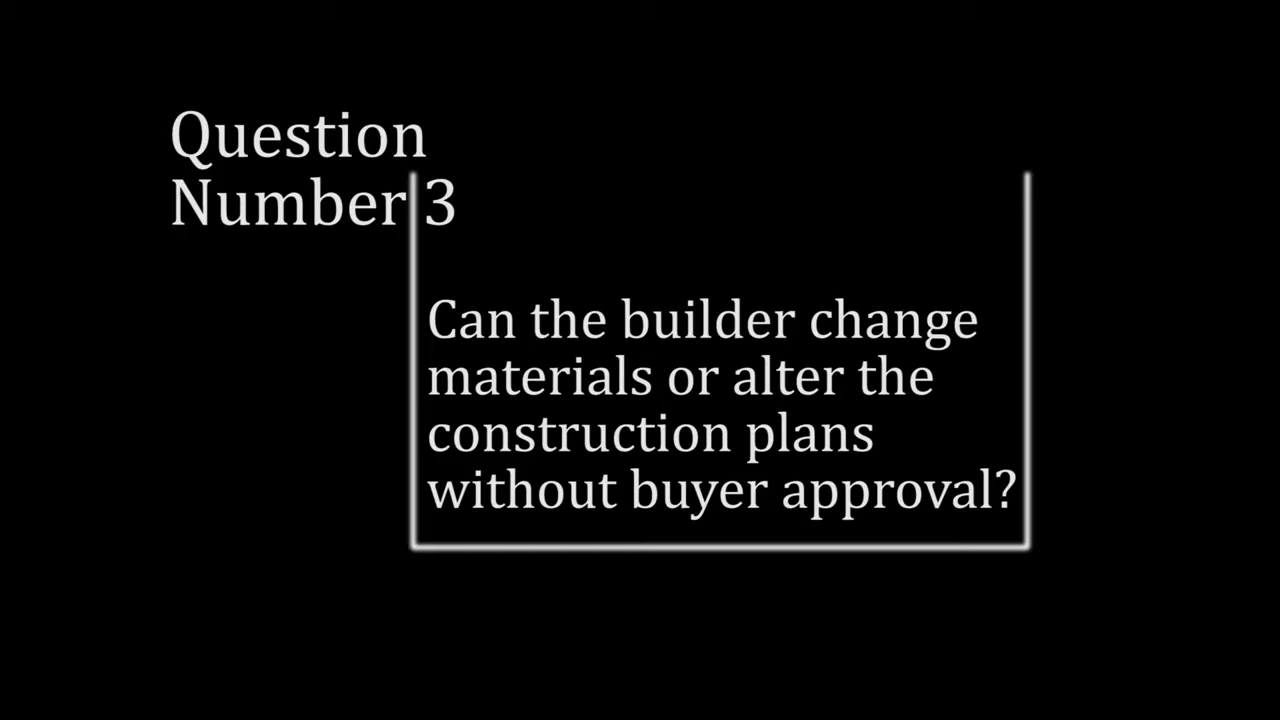 Question
Number 3
Can the builder change
materials or alter the
construction plans
without buyer approval?